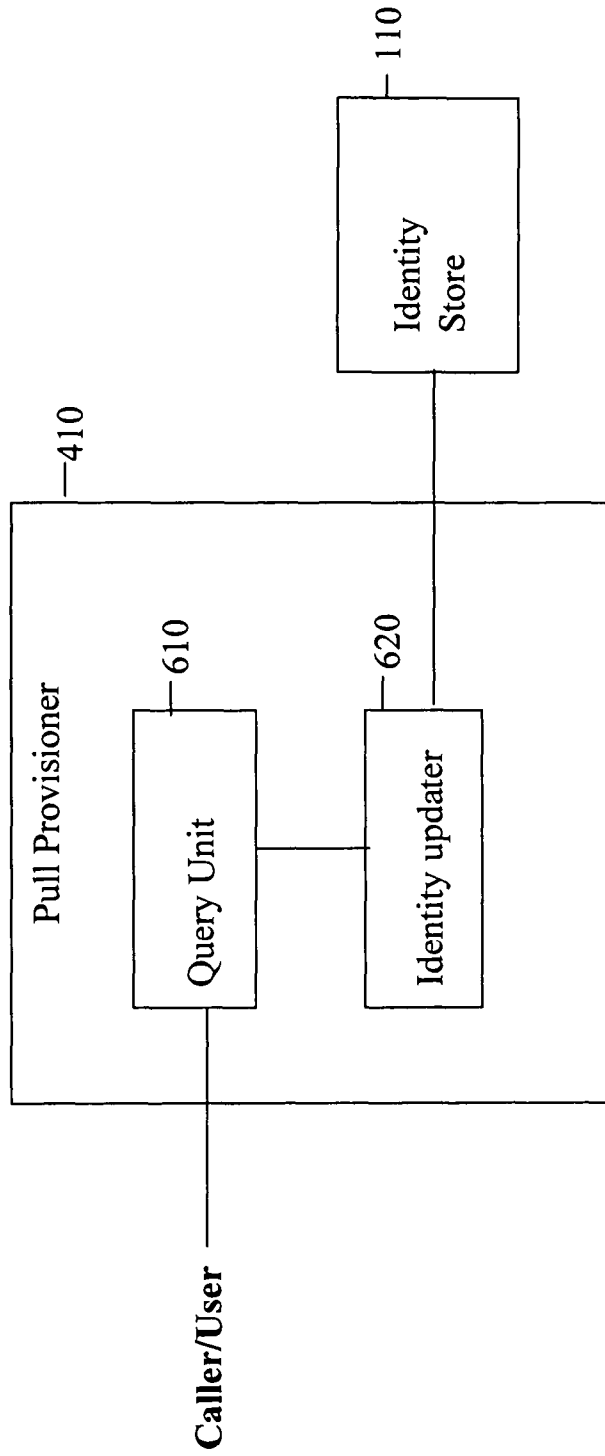 Pull Provisioner
410
Caller/User
Query Unit
610
Identity updater
620
Identity
Store
110